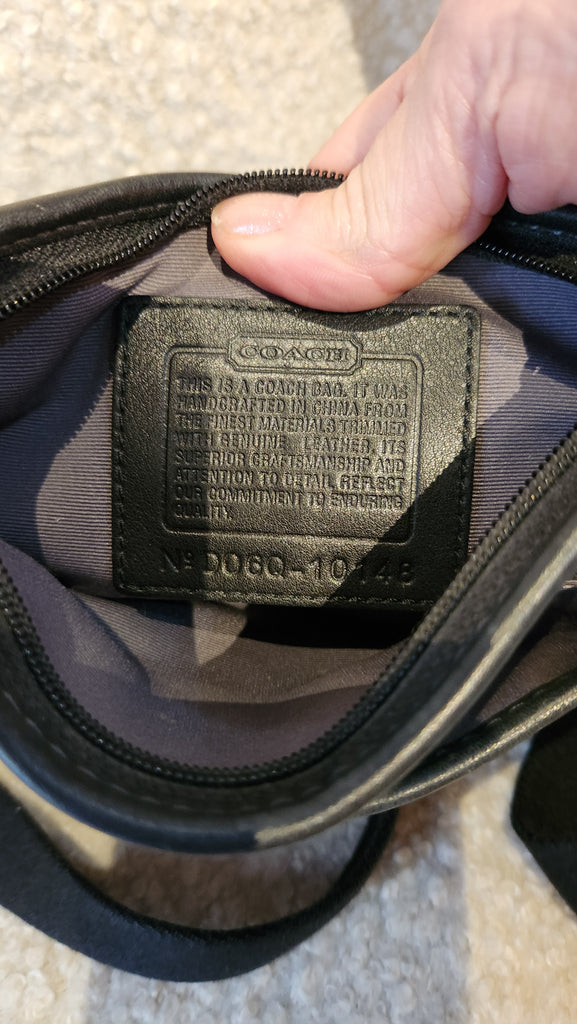 COACH
THIS IS A COACH BAG. IT WAS
HANDCRAFTED IN CHINA FROM
THE FINEST MATERIALS TRIMMED
WITH GENUINE LEATHER. ITS
SUPERIOR CRAFTSMANSHIP AND
ATTENTION TO DETAIL REFLECT
OUR COMMITMENT TO ENDURING
QUALITY.
Nº D06Q-10148